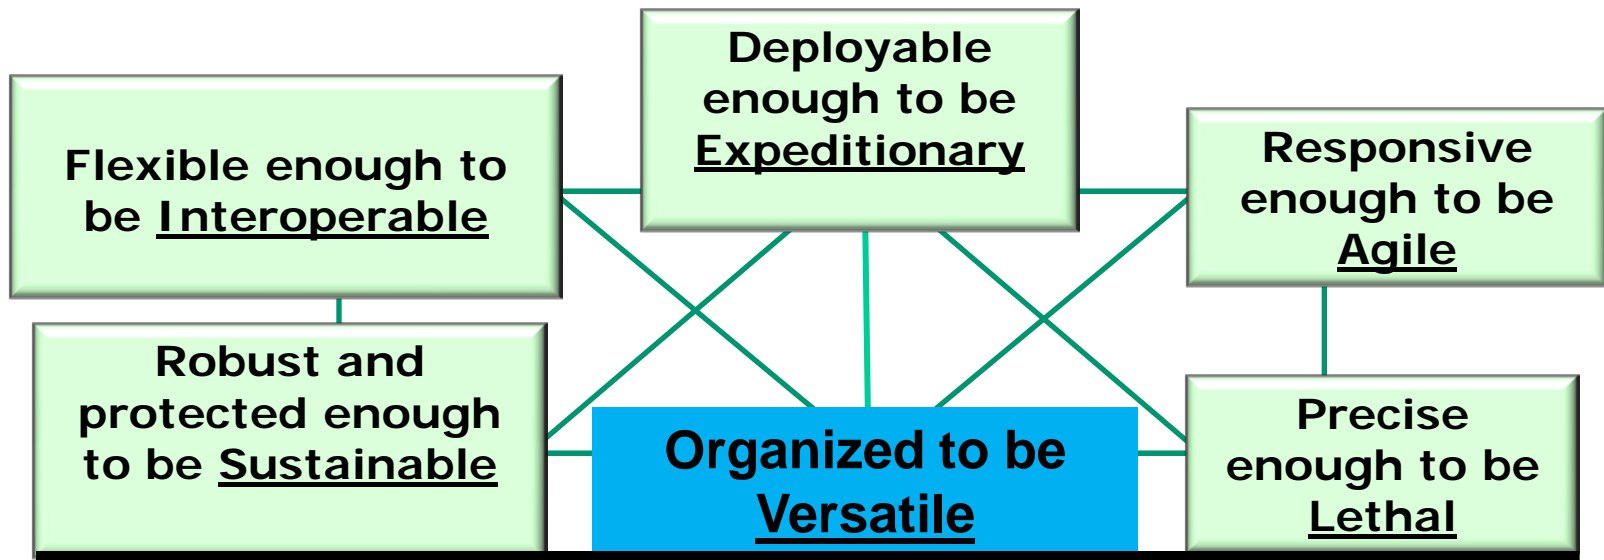 Deployable
enough to be
Expeditionary
Flexible enough to
be Interoperable
Responsive
enough to be
Agile
Robust and
protected enough
to be Sustainable
Organized to be
Versatile
Precise
enough to be
Lethal